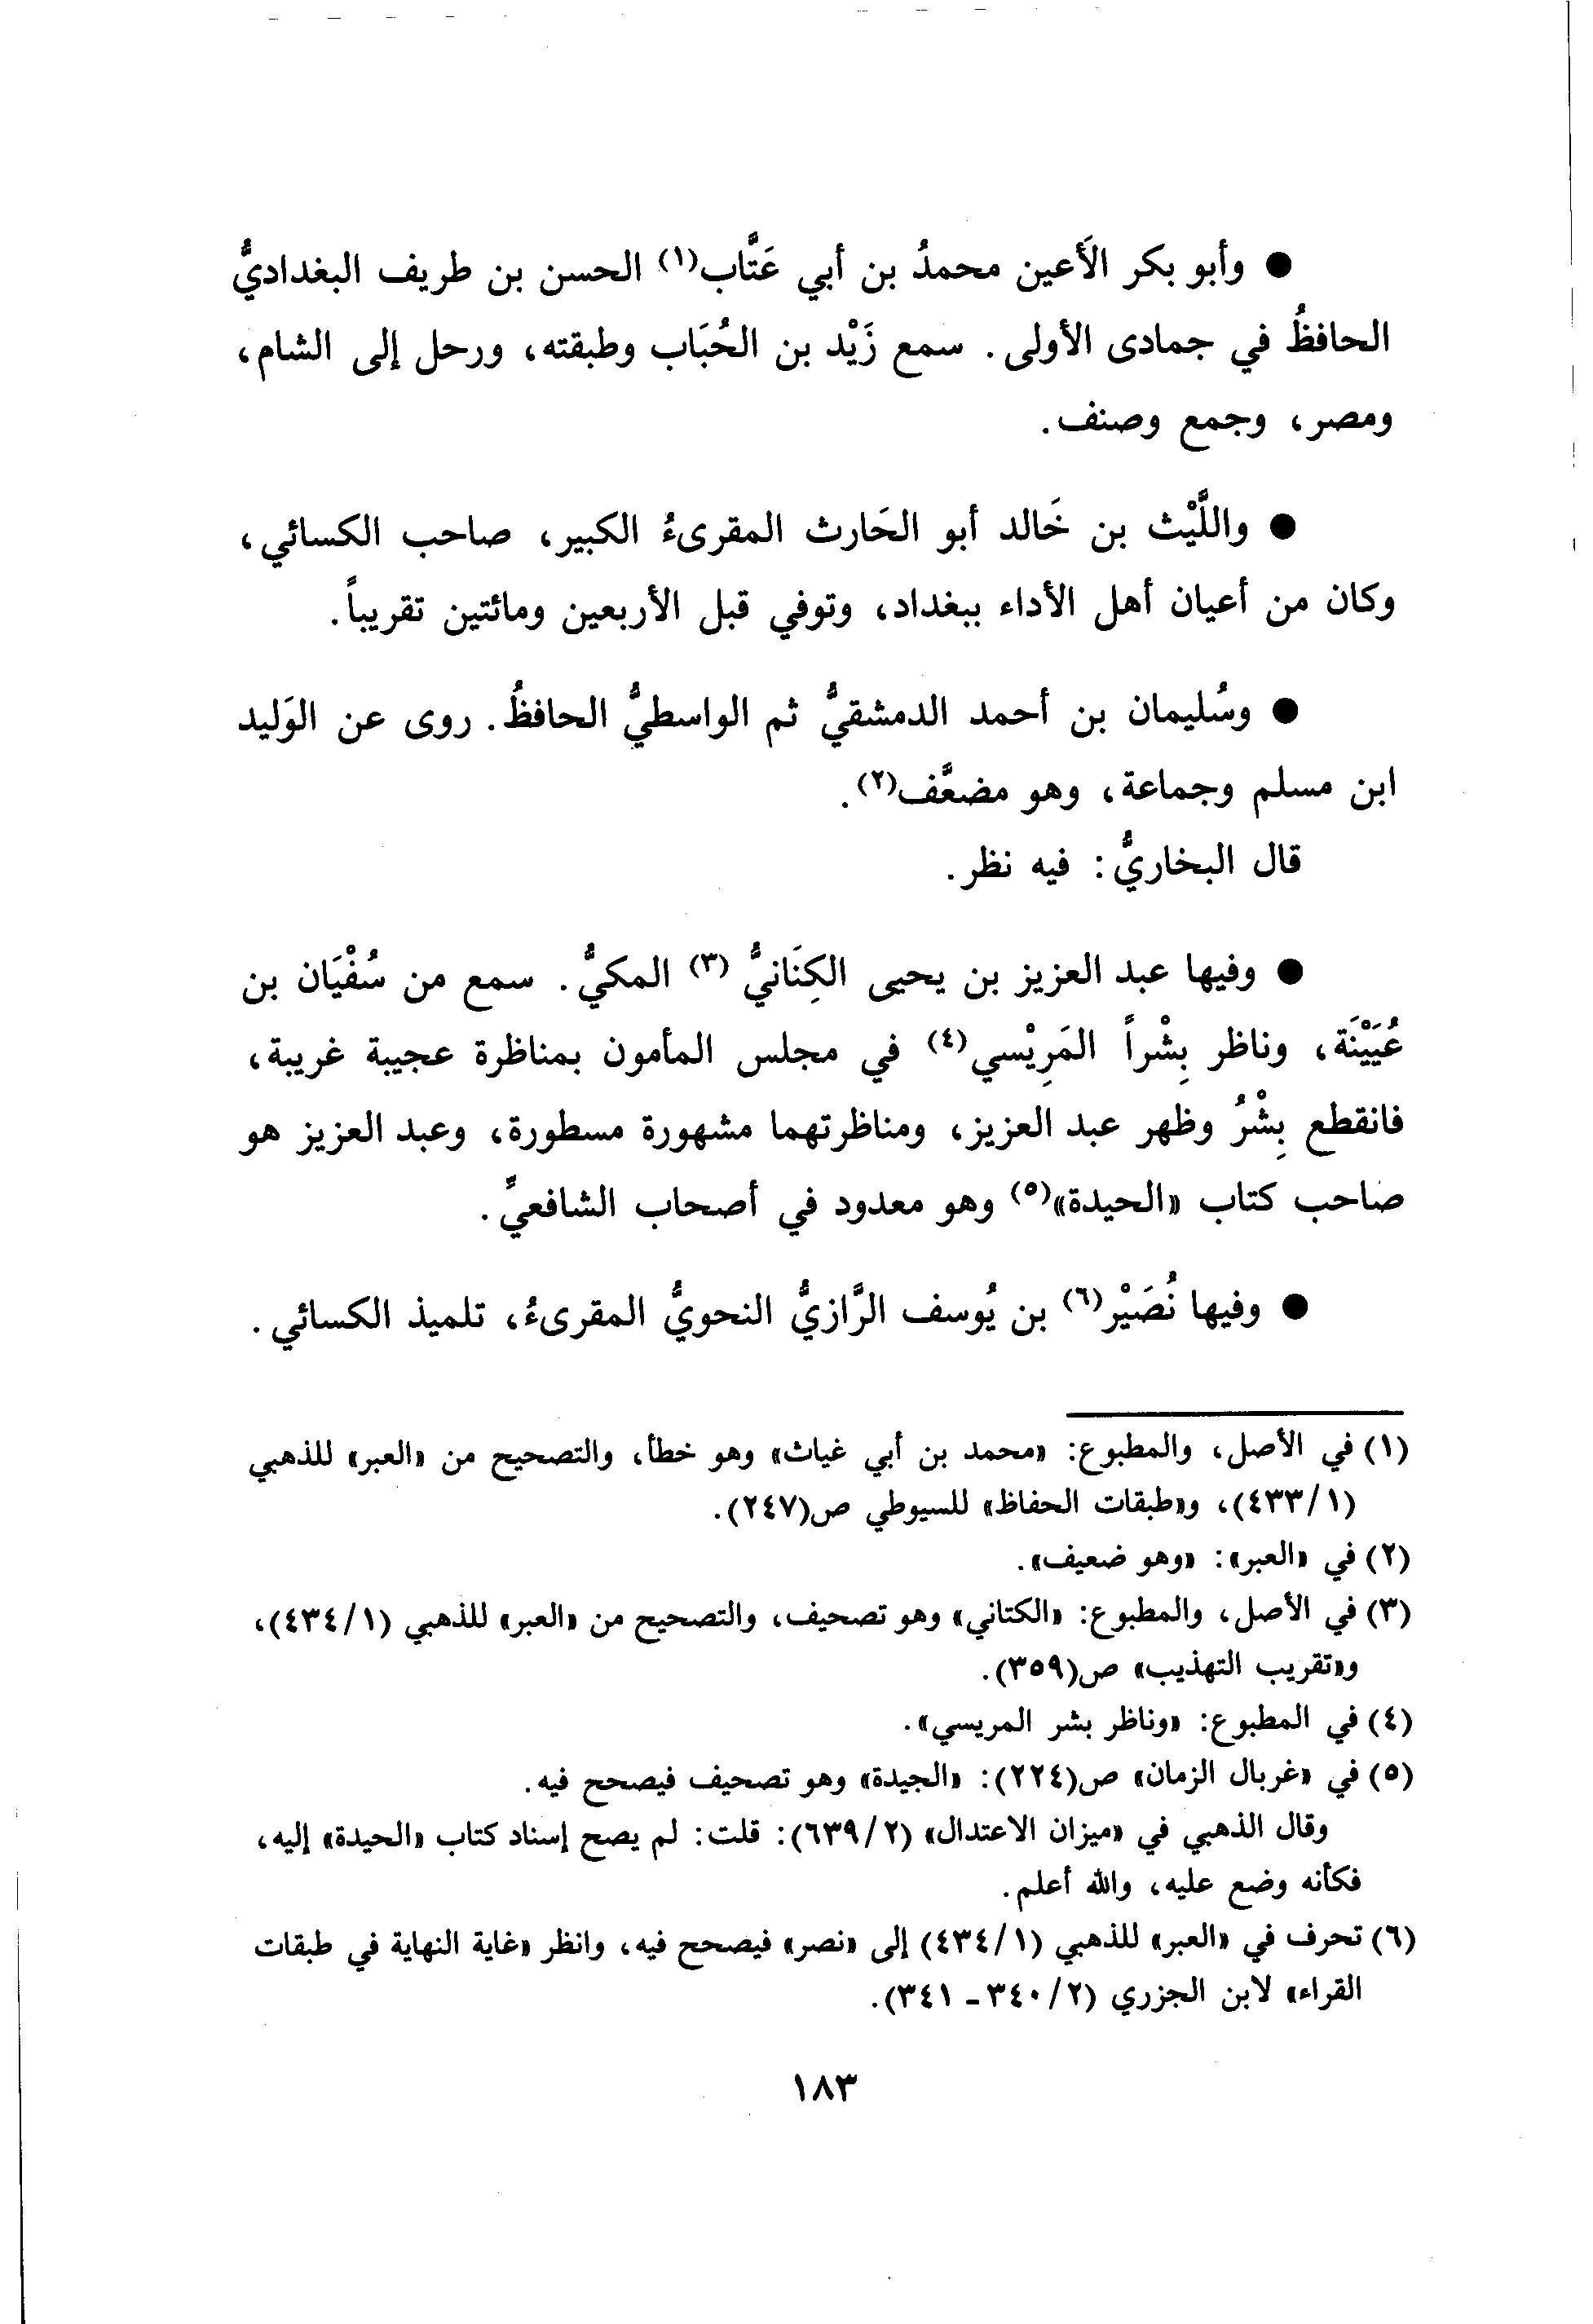 ● وأبو بكر الأَعين محمدُ بن أبي عَتَّاب(١) الحسن بن طريف البغداديُّ
الحافظُ في جمادى الأولى. سمع زَيْد بن الحُبَاب وطبقته، ورحل إلى الشام،
ومصر، وجمع وصنف.
● واللَّيْث بن خَالد أبو الحَارث المقرىءُ الكبير، صاحب الكسائي،
وكان من أعيان أهل الأداء ببغداد، وتوفي قبل الأربعين ومائتين تقريباً.
● وسُليمان بن أحمد الدمشقيُّ ثم الواسطيُّ الحافظُ. روى عن الوَليد
ابن مسلم وجماعة، وهو مضعَّف(٢).
قال البخاريُّ: فيه نظر.
● وفيها عبد العزيز بن يحيى الكِنَانيُّ (٣) المكيُّ. سمع من سُفْيَان بن
عُيَيْنَة، وناظر بِشْراً المَرِيْسي(٤) في مجلس المأمون بمناظرة عجيبة غريبة،
فانقطع بِشْرُ وظهر عبد العزيز، ومناظرتهما مشهورة مسطورة، وعبد العزيز هو
صاحب كتاب «الحيدة»(٥) وهو معدود في أصحاب الشافعيِّ.
● وفيها نُصَيْر(٦) بن يُوسف الرَّازيُّ النحويُّ المقرىءُ، تلميذ الكسائي.
(١) في الأصل، والمطبوع: «محمد بن أبي غياث» وهو خطأ، والتصحيح من «العبر» للذهبي
(٤٣٣/١)، و«طبقات الحفاظ» للسيوطي ص(٢٤٧).
(٢) في «العبر»: «وهو ضعيف».
(٣) في الأصل، والمطبوع: «الكتاني» وهو تصحيف، والتصحيح من «العبر» للذهبي (٤٣٤/١)،
و«تقريب التهذيب» ص(٣٥٩).
(٤) في المطبوع: «وناظر بشر المريسي».
(٥) في «غربال الزمان» ص(٢٢٤): «الجيدة» وهو تصحيف فيصحح فيه.
وقال الذهبي في «ميزان الاعتدال» (٦٣٩/٢): قلت: لم يصح إسناد كتاب «الحيدة» إليه،
فكأنه وضع عليه، والله أعلم.
(٦) تحرف في «العبر» للذهبي (٤٣٤/١) إلى «نصر» فيصحح فيه، وانظر «غاية النهاية في طبقات
القراء» لابن الجزري (٣٤٠/٢ - ٣٤١).
١٨٣